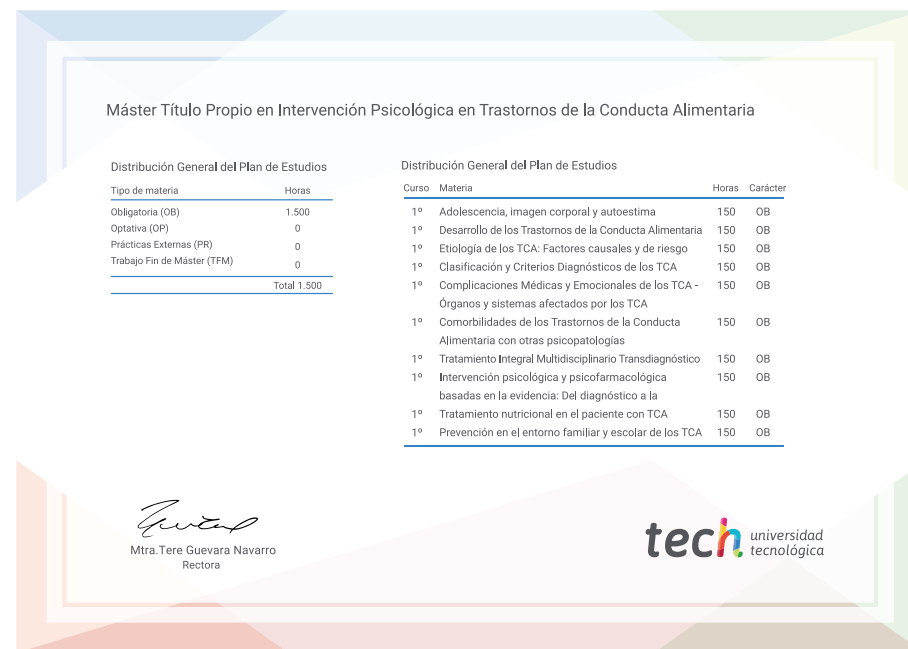 Máster Título Propio en Intervención Psicológica en Trastornos de la Conducta Alimentaria
Distribución General del Plan de Estudios
Tipo de materia Horas
Obligatoria (OB) 1.500
Optativa (OP) 0
Prácticas Externas (PR) 0
Trabajo Fin de Máster (TFM) 0
Total 1.500
Distribución General del Plan de Estudios
Curso Materia Horas Carácter
1º Adolescencia, imagen corporal y autoestima 150 OB
1º Desarrollo de los Trastornos de la Conducta Alimentaria 150 OB
1º Etiología de los TCA: Factores causales y de riesgo 150 OB
1º Clasificación y Criterios Diagnósticos de los TCA 150 OB
1º Complicaciones Médicas y Emocionales de los TCA - 150 OB
Órganos y sistemas afectados por los TCA
1º Comorbilidades de los Trastornos de la Conducta 150 OB
Alimentaria con otras psicopatologías
1º Tratamiento Integral Multidisciplinario Transdiagnóstico 150 OB
1º Intervención psicológica y psicofarmacológica 150 OB
basadas en la evidencia: Del diagnóstico a la
1º Tratamiento nutricional en el paciente con TCA 150 OB
1º Prevención en el entorno familiar y escolar de los TCA 150 OB
Mtra.Tere Guevara Navarro
Rectora
tech universidad
tecnológica